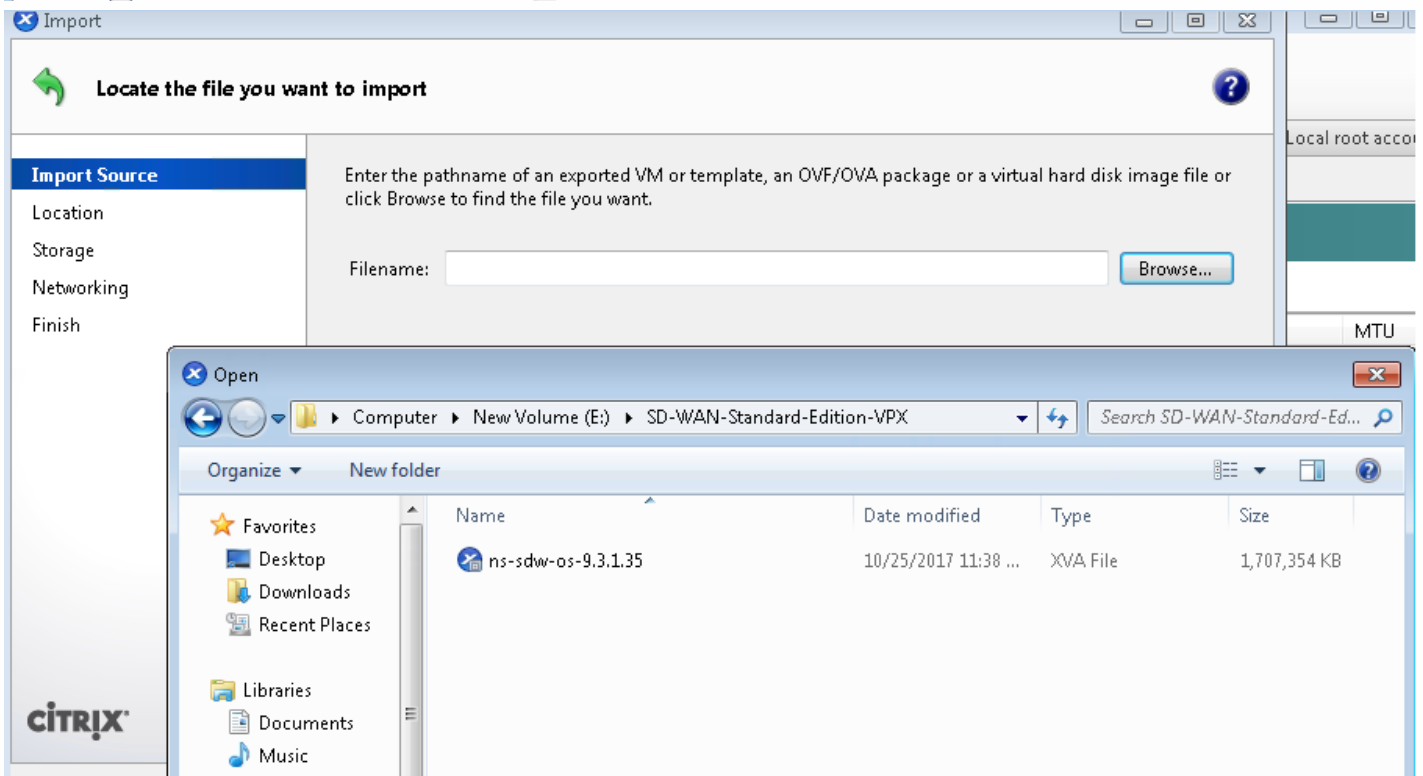 Import
Locate the file you want to import
Local root accou
Import Source
Location
Storage
Networking
Finish
Enter the pathname of an exported VM or template, an OVF/OVA package or a virtual hard disk image file or
click Browse to find the file you want.
Filename:
Browse...
MTU
Open
Computer ▸ New Volume (E:) ▸ SD-WAN-Standard-Edition-VPX
Search SD-WAN-Standard-Ed...
Organize
New folder
Favorites
Desktop
Downloads
Recent Places
Libraries
Documents
Music
Name Date modified Type Size
ns-sdw-os-9.3.1.35 10/25/2017 11:38 ... XVA File 1,707,354 KB
CİTRIX